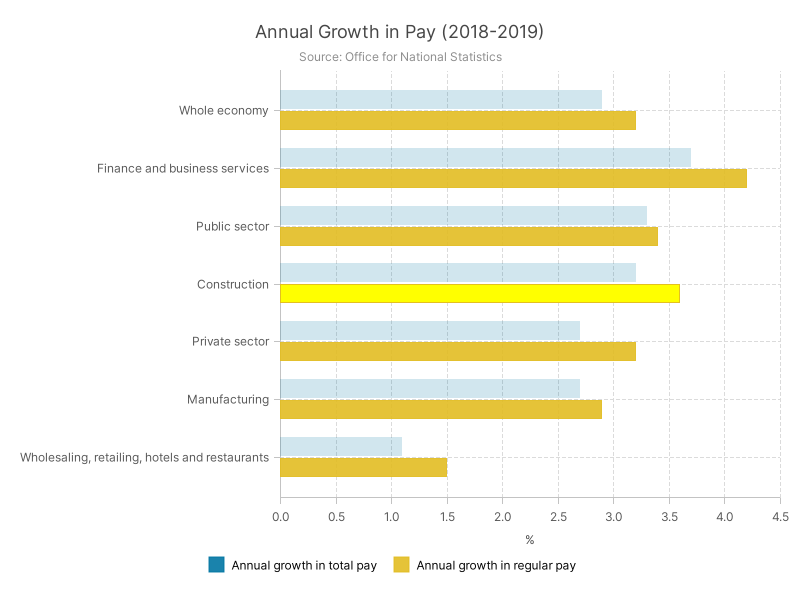 Annual Growth in Pay (2018-2019)
Source: Office for National Statistics
Whole economy
Finance and business services
Public sector
Construction
Private sector
Manufacturing
Wholesaling, retailing, hotels and restaurants
0.0 0.5 1.0 1.5 2.0 2.5 3.0 3.5 4.0 4.5
%
Annual growth in total pay Annual growth in regular pay